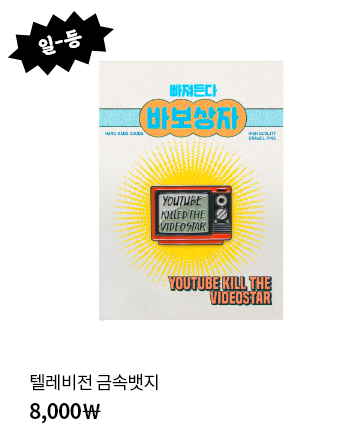 일-등
빠져든다
바보상자
HAND MADE GOODS
HIGH QUALITY
ENAMEL PINS
YOUTUBE
KILLED THE
VIDEOSTAR
YOUTUBE KILL THE
VIDEOSTAR
텔레비전 금속뱃지
8,000₩